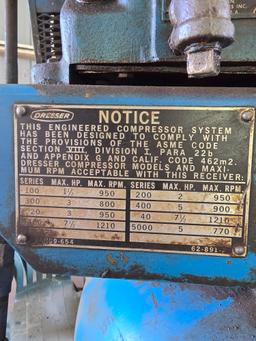 DRESSER
NOTICE
THIS ENGINEERED COMPRESSOR SYSTEM
HAS BEEN DESIGNED TO COMPLY WITH
THE PROVISIONS OF THE ASME CODE
SECTION VIII, DIVISION I, PARA 22b
AND APPENDIX G AND CALIF. CODE 462m2.
DRESSER COMPRESSOR MODELS AND MAXI-
MUM RPM ACCEPTABLE WITH THIS RECEIVER:
SERIES MAX. HP. MAX. RPM. SERIES MAX. HP. MAX. RPM.
100 1½ 950 200 2 950
300 3 800 400 5 900
20 3 950 40 7½ 1210
7½ 1210 5000 5 770
-654 62-891-